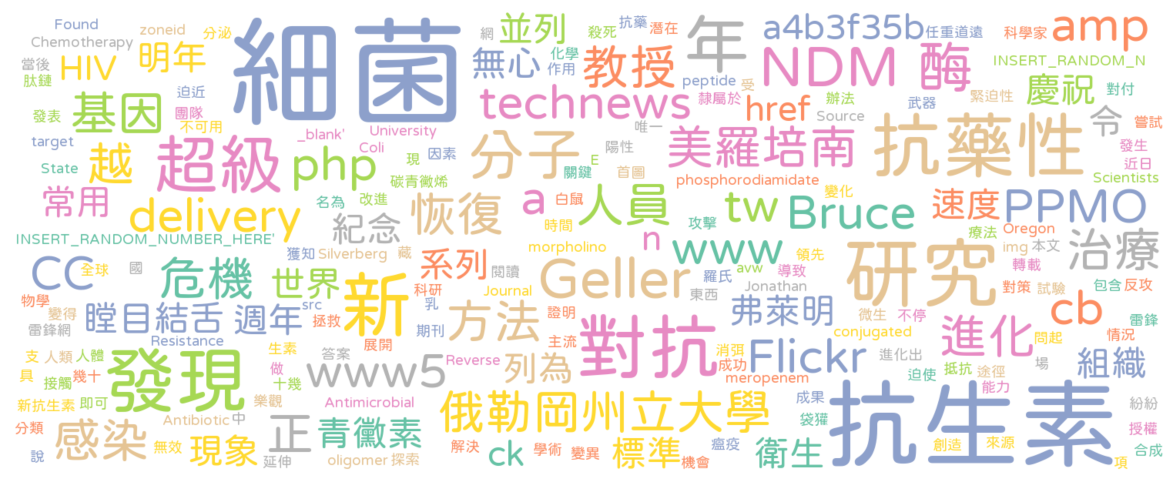 Found
zoneid
分泌
細菌
並列
殺死
抗藥
潛在
網
年
a4b3f35b
任重道遠
科學家
amp
Chemotherapy
明年
無心
化學
作用
教授
NDM
酶
INSERT_RANDOM_N
當後
HIV
肽鏈
迫近
peptide
受
緊迫性
慶祝
對付
發表
基因
團隊
technews
隸屬於
href
辦法
武器
令
嘗試
不可用
target
_blank'
University
唯一
Source
抗藥性
發生
State
越
超級
php
Coli
現
因素
分子
陽性
美羅培南
近日
E
關鍵
首圖
Scientists
碳青黴烯
phosphorodiamidate
常用
delivery
名為
改進
恢復
白鼠
a
人員
tw
變化
Bruce
速度
PPMO
時間
攻擊
療法
Oregon
治療
INSERT_RANDOM_NUMBER_HERE'
紀念
n
www
研究
img
本文
獲知
Silverberg
藏
morpholino
領先
CC
全球
國
危機
世界
系列
閱讀
Geller
羅氏
avw
導致
轉載
src
科研
Journal
東西
Jonathan
對策
試驗
包含
反攻
物學
變得
瞠目結舌
週年
新
乳
方法
證明
弗萊明
微生
不停
cb
雷鋒
雷鋒網
拯救
期刊
對抗
conjugated
進化
情況
Resistance
展開
主流
問起
支
人類
人體
發現
生素
答案
www5
Reverse
列為
消弭
成功
Flickr
進化出
場
組織
具
接觸
幾十
做
十幾
meropenem
迫使
抵抗
途徑
能力
新抗生素
即可
樂觀
Antimicrobial
俄勒岡州立大學
成果
抗生素
紛紛
分類
感染
Antibiotic
中
正
青黴素
袋獾
授權
說
無效
現象
延伸
oligomer
探索
解決
ck
學術
變異
標準
機會
瘟疫
衛生
創造
來源
項
合成